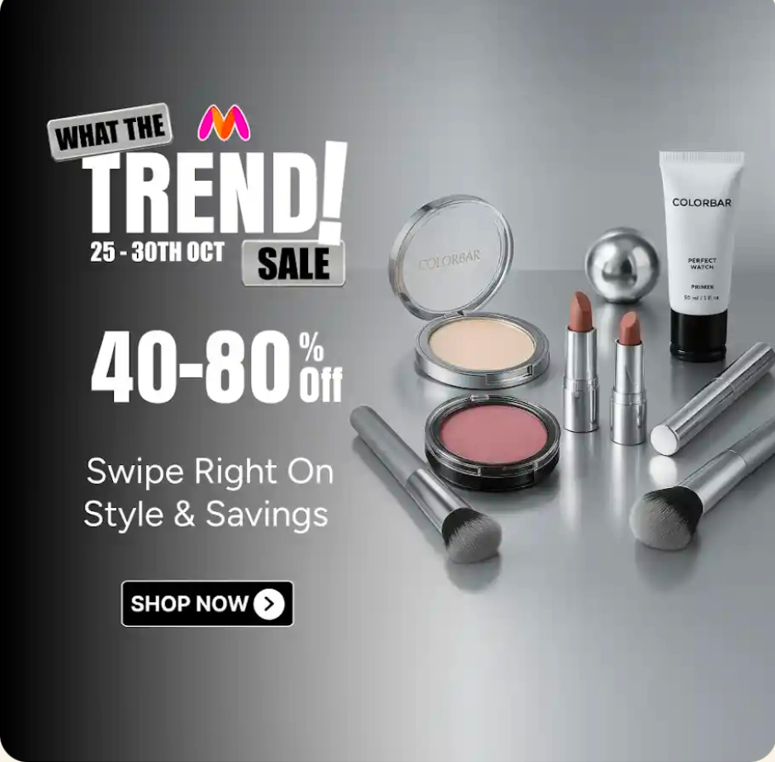 WHAT THE
TREND!
25 - 30TH OCT
SALE
40-80% Off
Swipe Right On
Style & Savings
SHOP NOW
COLORBAR
COLORBAR
PERFECT
WATCH
PRIMER